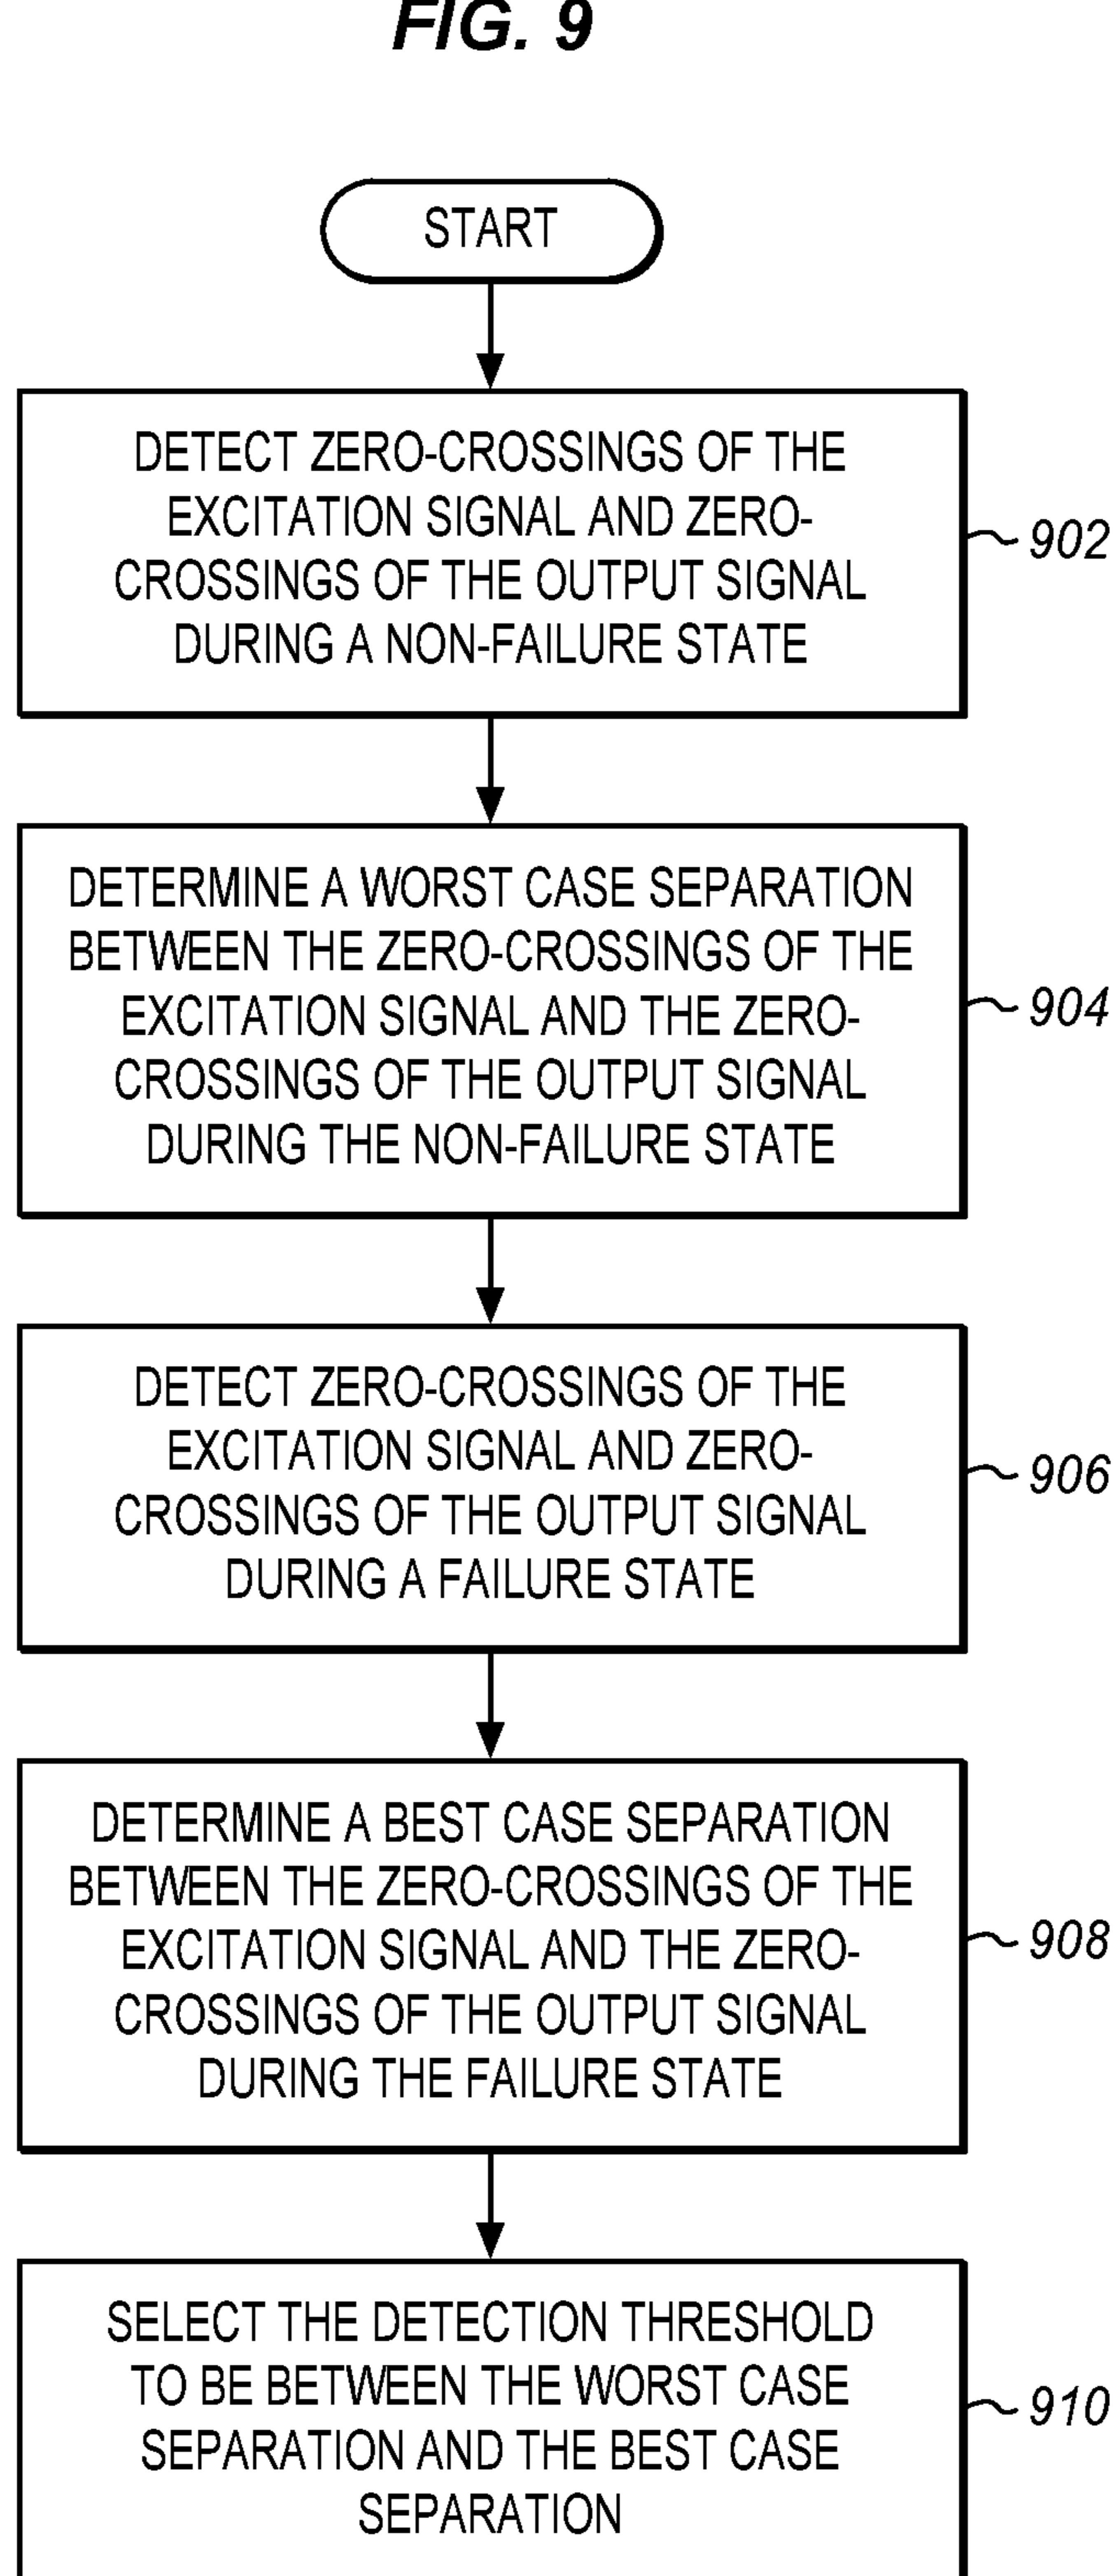 FIG. 9
START
DETECT ZERO-CROSSINGS OF THE
EXCITATION SIGNAL AND ZERO-
CROSSINGS OF THE OUTPUT SIGNAL
DURING A NON-FAILURE STATE
902
DETERMINE A WORST CASE SEPARATION
BETWEEN THE ZERO-CROSSINGS OF THE
EXCITATION SIGNAL AND THE ZERO-
CROSSINGS OF THE OUTPUT SIGNAL
DURING THE NON-FAILURE STATE
904
DETECT ZERO-CROSSINGS OF THE
EXCITATION SIGNAL AND ZERO-
CROSSINGS OF THE OUTPUT SIGNAL
DURING A FAILURE STATE
906
DETERMINE A BEST CASE SEPARATION
BETWEEN THE ZERO-CROSSINGS OF THE
EXCITATION SIGNAL AND THE ZERO-
CROSSINGS OF THE OUTPUT SIGNAL
DURING THE FAILURE STATE
908
SELECT THE DETECTION THRESHOLD
TO BE BETWEEN THE WORST CASE
SEPARATION AND THE BEST CASE
SEPARATION
910